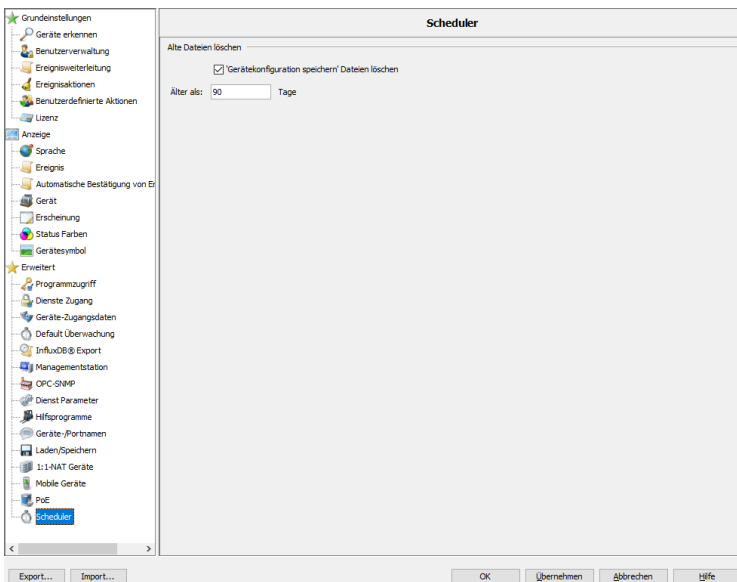 Grundeinstellungen
Geräte erkennen
Benutzerverwaltung
Ereignisweiterleitung
Ereignisaktionen
Benutzerdefinierte Aktionen
Lizenz
Anzeige
Sprache
Ereignis
Automatische Bestätigung von Er
Gerät
Erscheinung
Status Farben
Gerätesymbol
Erweitert
Programmzugriff
Dienste Zugang
Geräte-Zugangsdaten
Default Überwachung
InfluxDB® Export
Managementstation
OPC-SNMP
Dienst Parameter
Hilfsprogramme
Geräte-/Portnamen
Laden/Speichern
1:1-NAT Geräte
Mobile Geräte
PoE
Scheduler
Scheduler
Alte Dateien löschen
'Gerätekonfiguration speichern' Dateien löschen
Älter als: 90 Tage
Export... Import... OK Übernehmen Abbrechen Hilfe